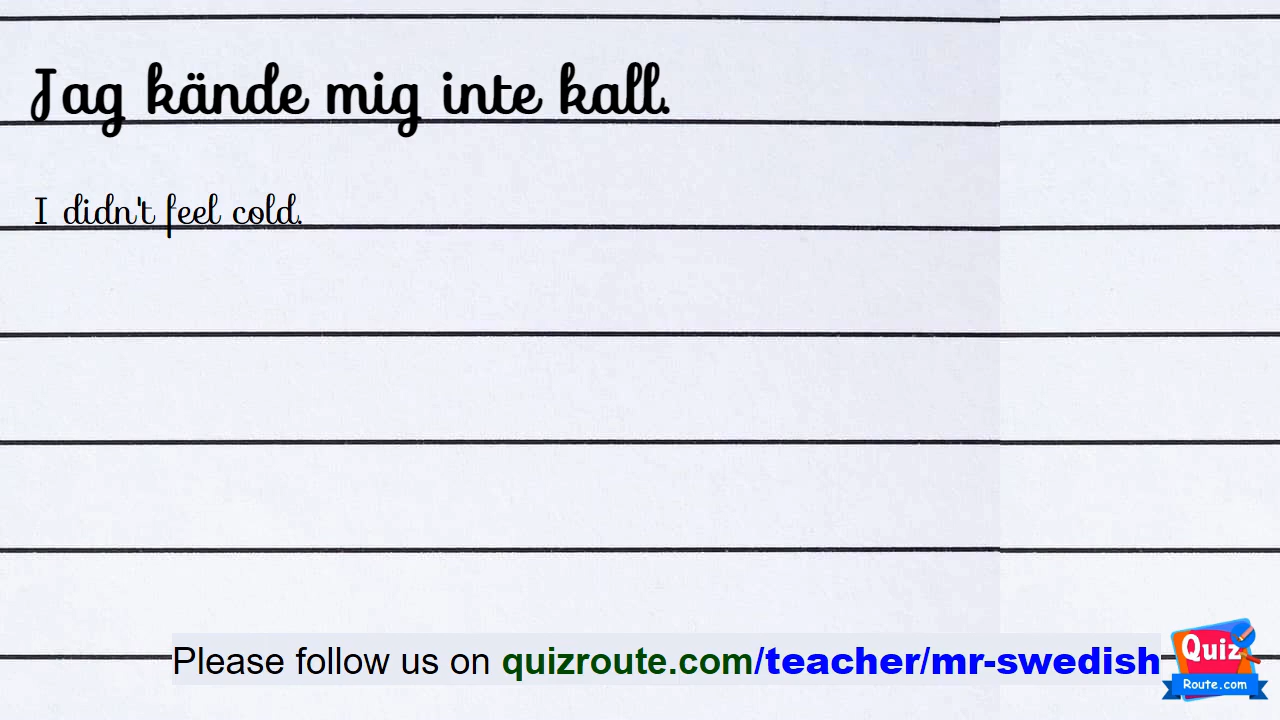 Jag kände mig inte kall.
I didn't feel cold.
Please follow us on quizroute.com/teacher/mr-swedish
Quiz
Route.com